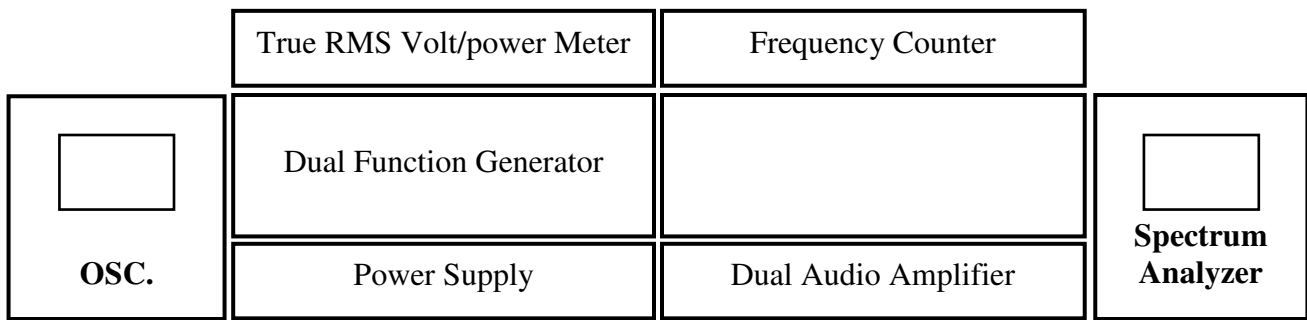 True RMS Volt/power Meter
Frequency Counter
Dual Function Generator
OSC.
Power Supply
Dual Audio Amplifier
Spectrum
Analyzer